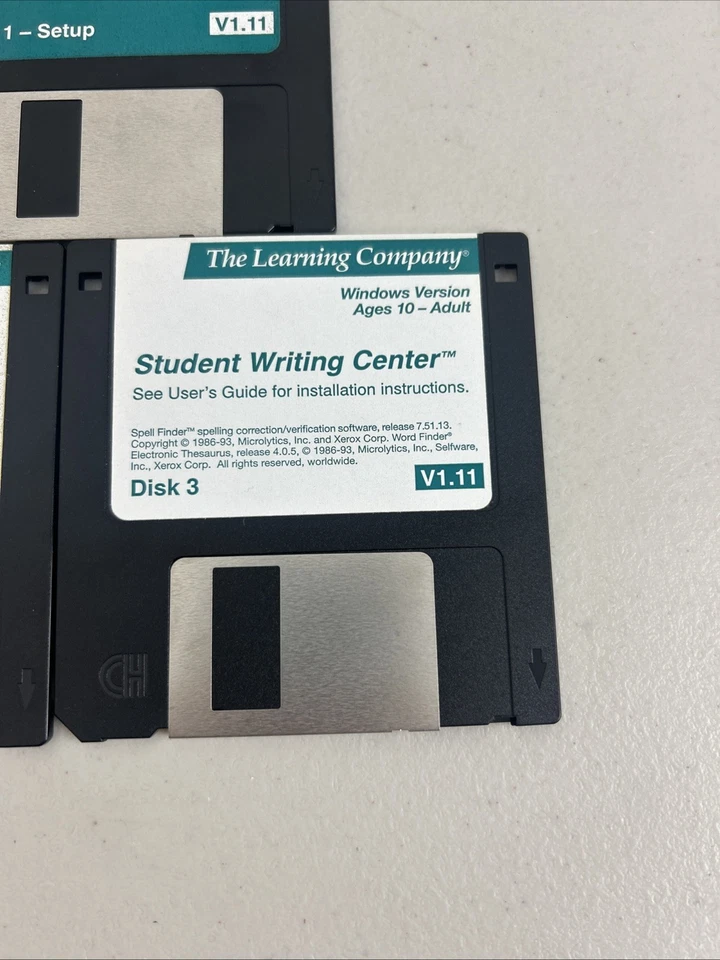 1 – Setup
V1.11
The Learning Company®
Windows Version
Ages 10 – Adult
Student Writing Center™
See User's Guide for installation instructions.
Spell Finder™ spelling correction/verification software, release 7.51.13.
Copyright © 1986-93, Microlytics, Inc. and Xerox Corp. Word Finder®
Electronic Thesaurus, release 4.0.5, © 1986-93, Microlytics, Inc., Selfware,
Inc., Xerox Corp. All rights reserved, worldwide.
Disk 3
V1.11
CH